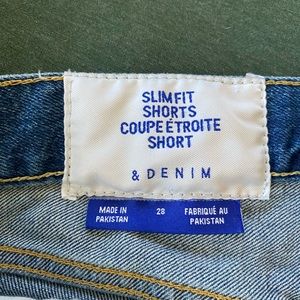 SLIM FIT
SHORTS
COUPE ÉTROITE
SHORT
& DENIM
MADE IN
PAKISTAN
28
FABRIQUÉ AU
PAKISTAN